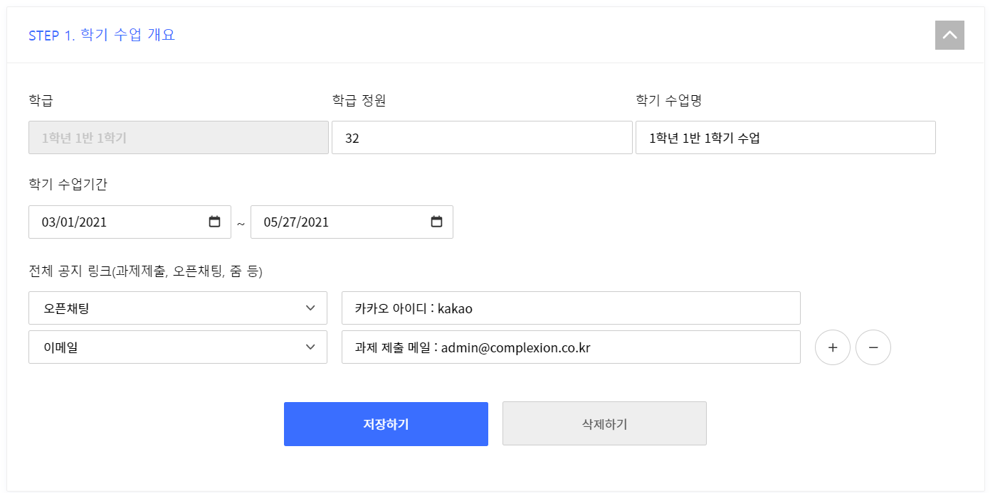 STEP 1. 학기 수업 개요
학급 학급 정원 학기 수업명
1학년 1반 1학기 32 1학년 1반 1학기 수업
학기 수업기간
03/01/2021 ~ 05/27/2021
전체 공지 링크(과제제출, 오픈채팅, 줌 등)
오픈채팅 카카오 아이디 : kakao
이메일 과제 제출 메일 : admin@complexion.co.kr + −
저장하기 삭제하기